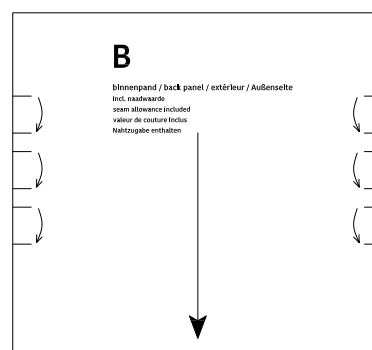 B
binnenpand / back panel / extérieur / Außenseite
incl. naadwaarde
seam allowance included
valeur de couture inclus
Nahtzugabe enthalten